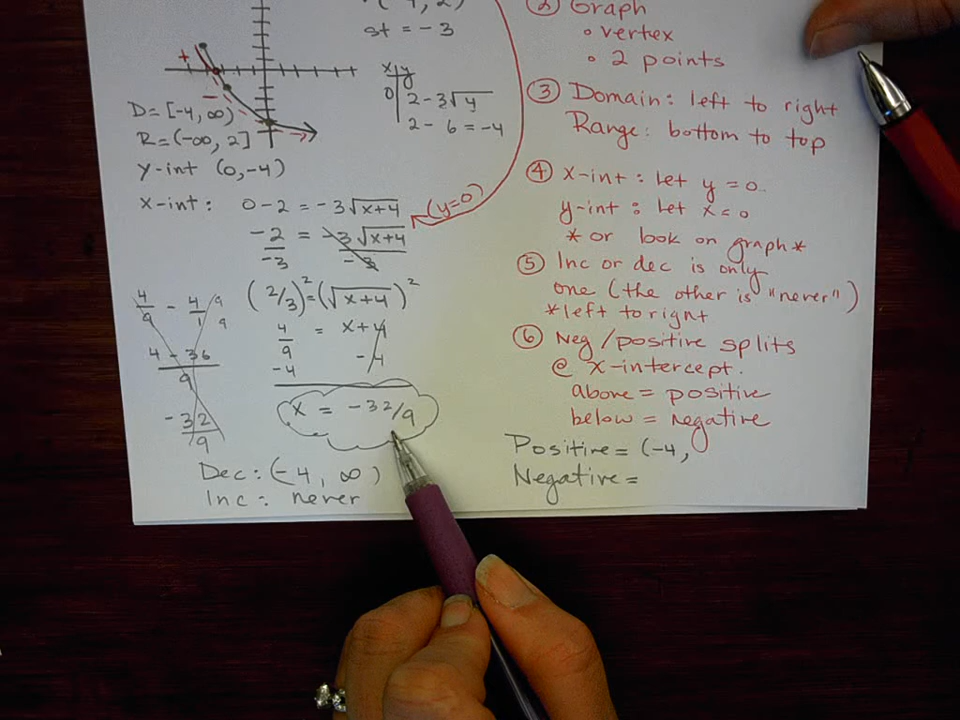 (-4, 2)
st = -3
x | y
0 | 2 - 3√4
2 - 6 = -4
+
-
D = [-4, ∞)
R = (-∞, 2]
y-int (0, -4)
x-int: 0 - 2 = -3√x+4
(y=0)
-2 = -3√x+4
-3 -3
(2/3)² = (√x+4)²
4/9 = x+4
-4 -4
x = -32/9
4/9 - 4/1 9/9
4 - 36
9
-32/9
Dec: (-4, ∞)
Inc: never
② Graph
• vertex
• 2 points
③ Domain: left to right
Range: bottom to top
④ x-int: Let y = 0.
y-int: Let x = 0
* or look on graph *
⑤ Inc or dec is only
one (the other is "never")
* left to right
⑥ Neg/positive splits
@ x-intercept.
above = positive
below = negative
Positive = (-4,
Negative =